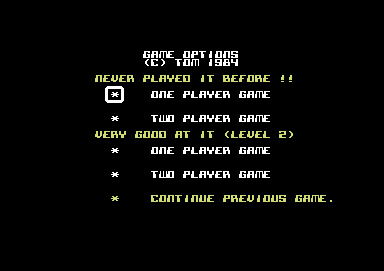 GAME OPTIONS
(C) TOM 1984
NEVER PLAYED IT BEFORE !!
* ONE PLAYER GAME
* TWO PLAYER GAME
VERY GOOD AT IT (LEVEL 2)
* ONE PLAYER GAME
* TWO PLAYER GAME
* CONTINUE PREVIOUS GAME.